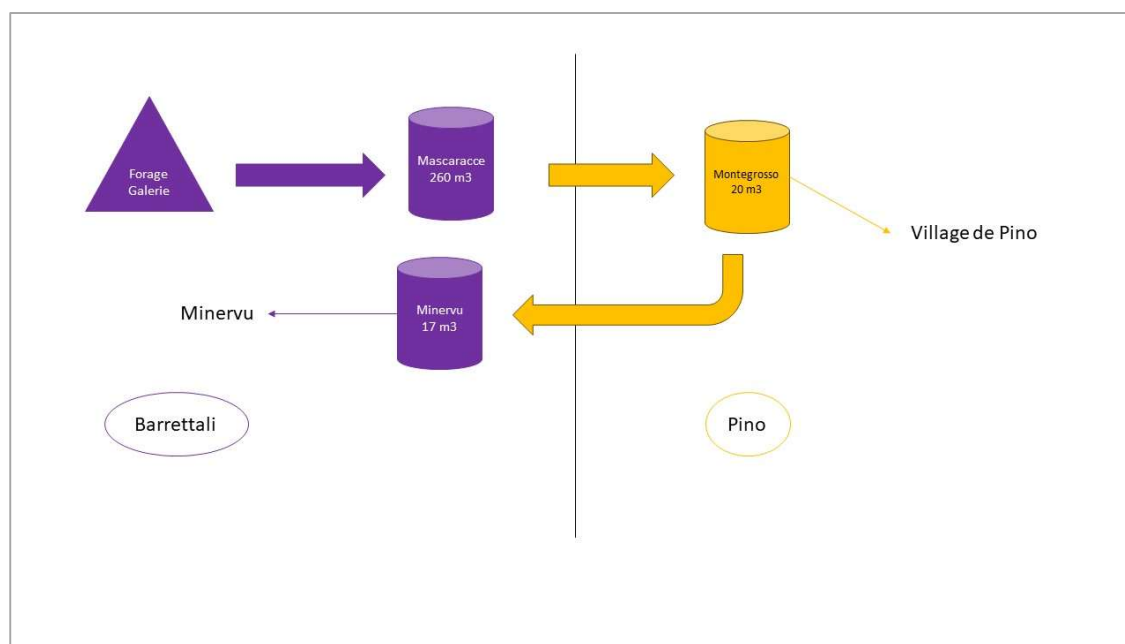 Forage
Galerie
Mascaracce
260 m3
Montegrosso
20 m3
Village de Pino
Minervu
Minervu
17 m3
Barrettali
Pino